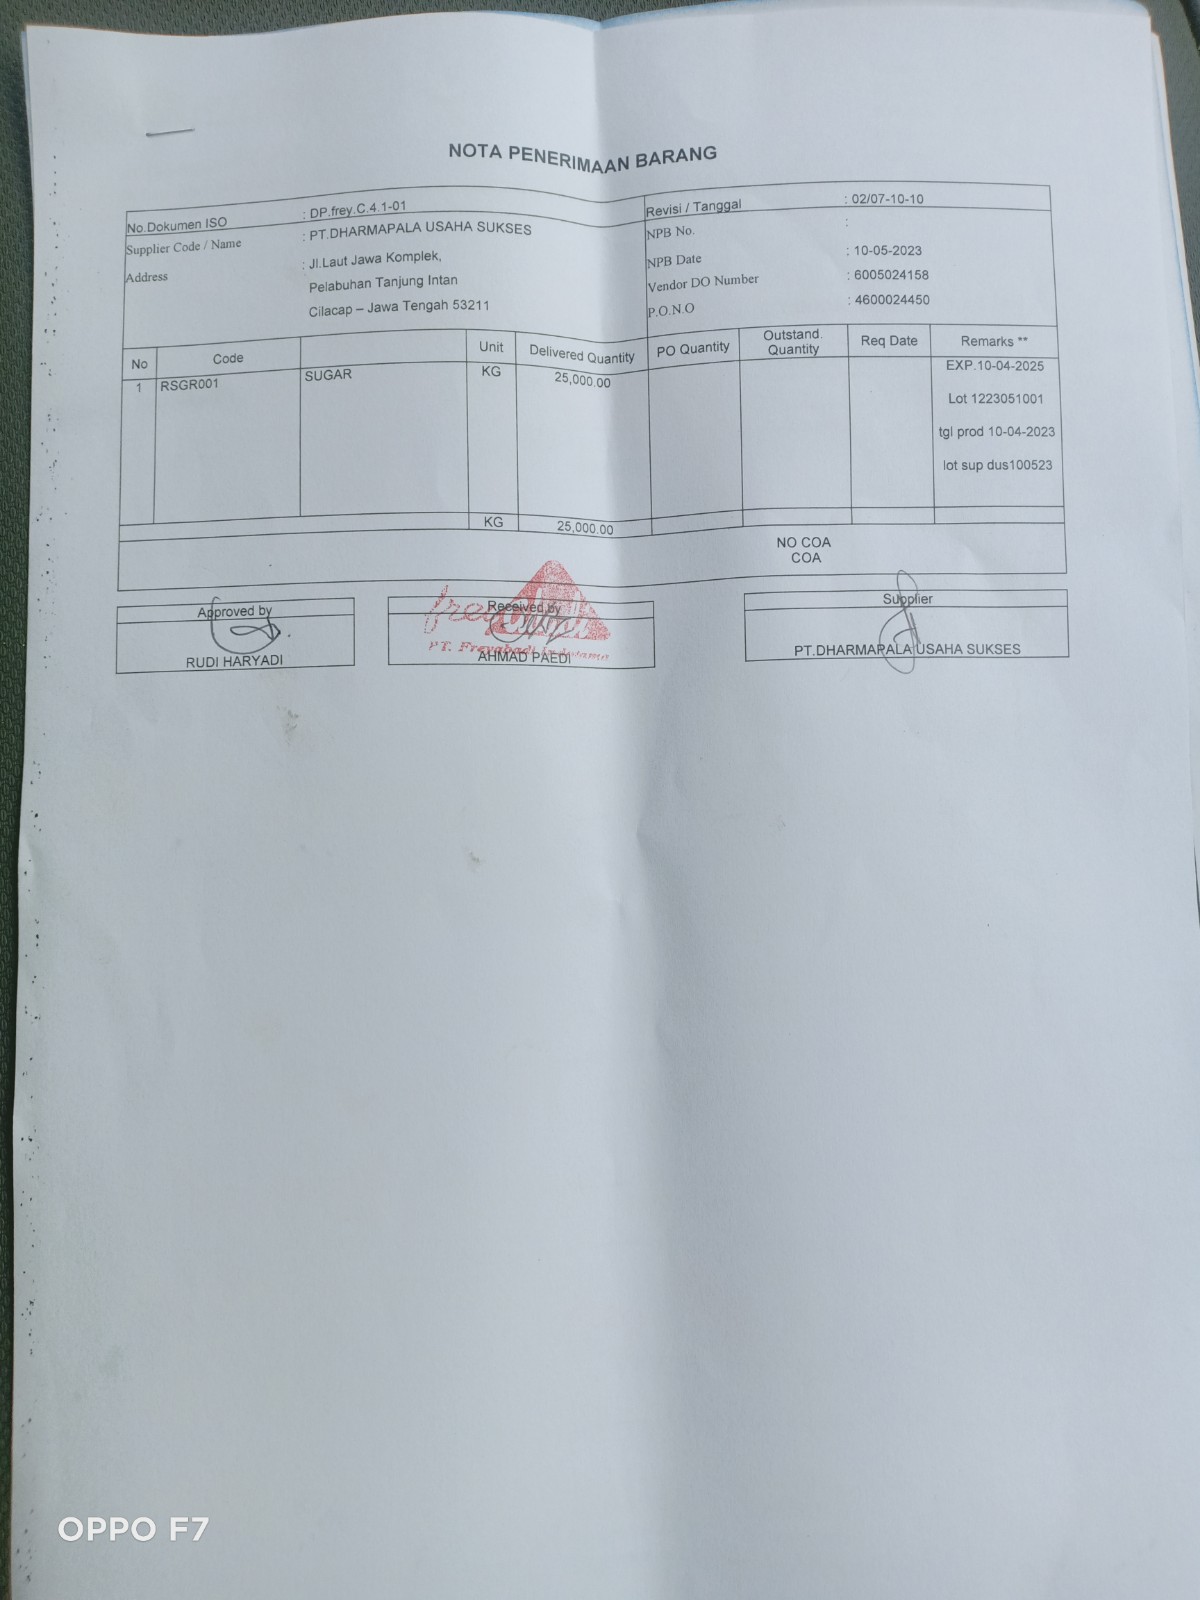 NOTA PENERIMAAN BARANG
No.Dokumen ISO : DP.frey.C.4.1-01
Revisi / Tanggal : 02/07-10-10
Supplier Code / Name : PT.DHARMAPALA USAHA SUKSES
NPB No. :
Address : Jl.Laut Jawa Komplek,
NPB Date : 10-05-2023
Pelabuhan Tanjung Intan
Vendor DO Number : 6005024158
Cilacap – Jawa Tengah 53211
P.O.N.O : 4600024450
No Code Unit Delivered Quantity PO Quantity Outstand. Quantity Req Date Remarks **
1 RSGR001 SUGAR KG 25,000.00 EXP.10-04-2025
Lot 1223051001
tgl prod 10-04-2023
lot sup dus100523
KG 25,000.00
NO COA
COA
Approved by Received by Supplier
PT. Freyabadi Indotama
RUDI HARYADI AHMAD PAEDI PT.DHARMAPALA USAHA SUKSES
OPPO F7